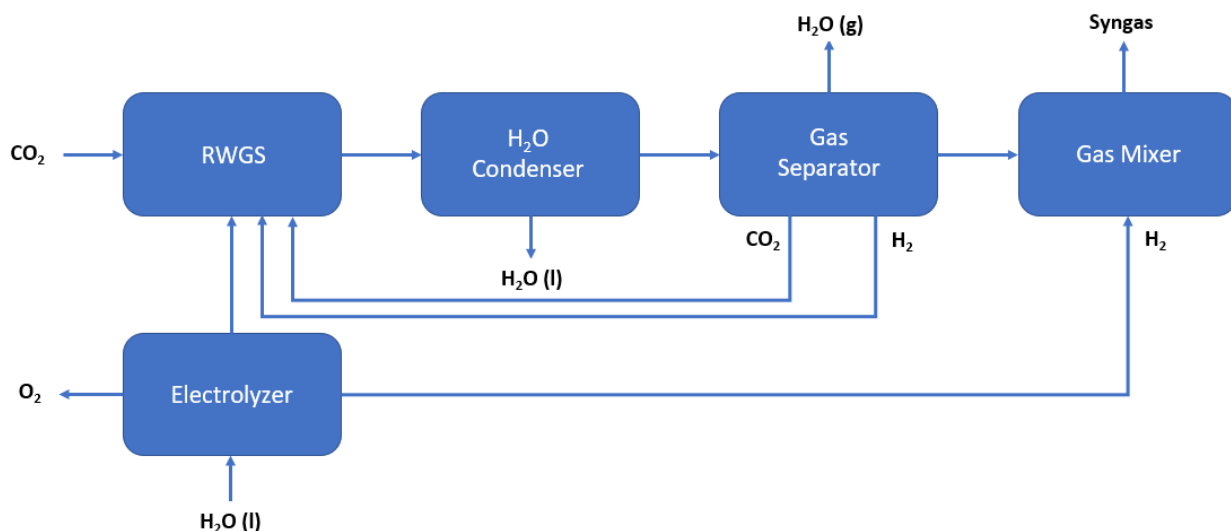 H₂O (g)
Syngas
CO₂
RWGS
H₂O
Condenser
Gas
Separator
Gas Mixer
CO₂
H₂
H₂
H₂O (l)
O₂
Electrolyzer
H₂O (l)